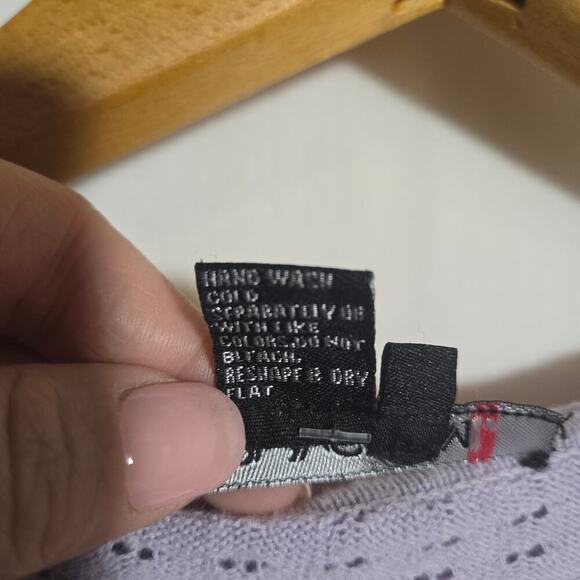 HAND WASH
COLD
SEPARATELY OR
WITH LIKE
COLORS.DO NOT
BLEACH.
RESHAPE & DRY
FLAT